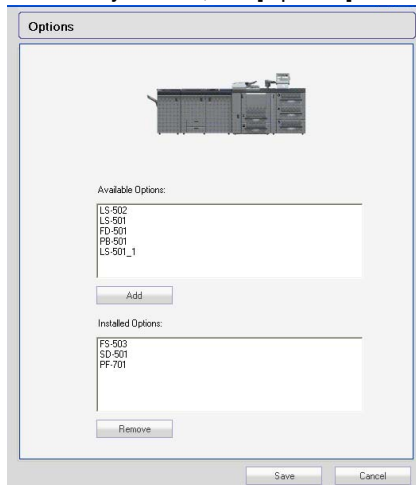 Options
Available Options:
LS-502
LS-501
FD-501
PB-501
LS-501_1
Add
Installed Options:
FS-503
SD-501
PF-701
Remove
Save Cancel